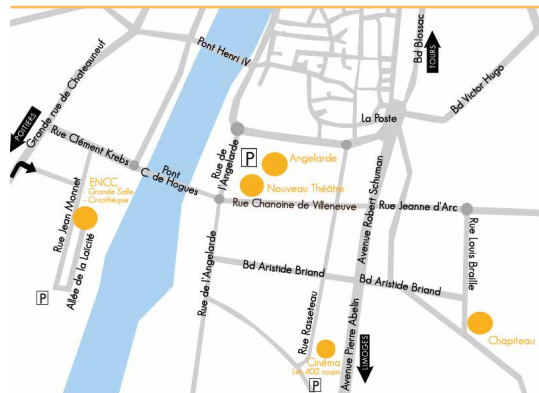 Pont Henri IV
Bd Blossac
TOURS
Bd Victor Hugo
Grande rue de Chateauneuf
POITIERS
La Poste
Rue Clément Krebs
Pont
C de Hogues
Rue de
l'Angelarde
P
Angelarde
Nouveau Théâtre
ENCC
- Grande Salle
- Circothèque
Rue Jean Monnet
Allée de la Laïcité
P
Rue Chanoine de Villeneuve
Avenue Robert Schuman
Rue Jeanne d'Arc
Rue Louis Braille
Rue de l'Angelarde
Bd Aristide Briand
Bd Aristide Briand
Rue Rasseteau
Chapiteau
Cinéma
Les 400 coups
P
Avenue Pierre Abelin
LIMOGES